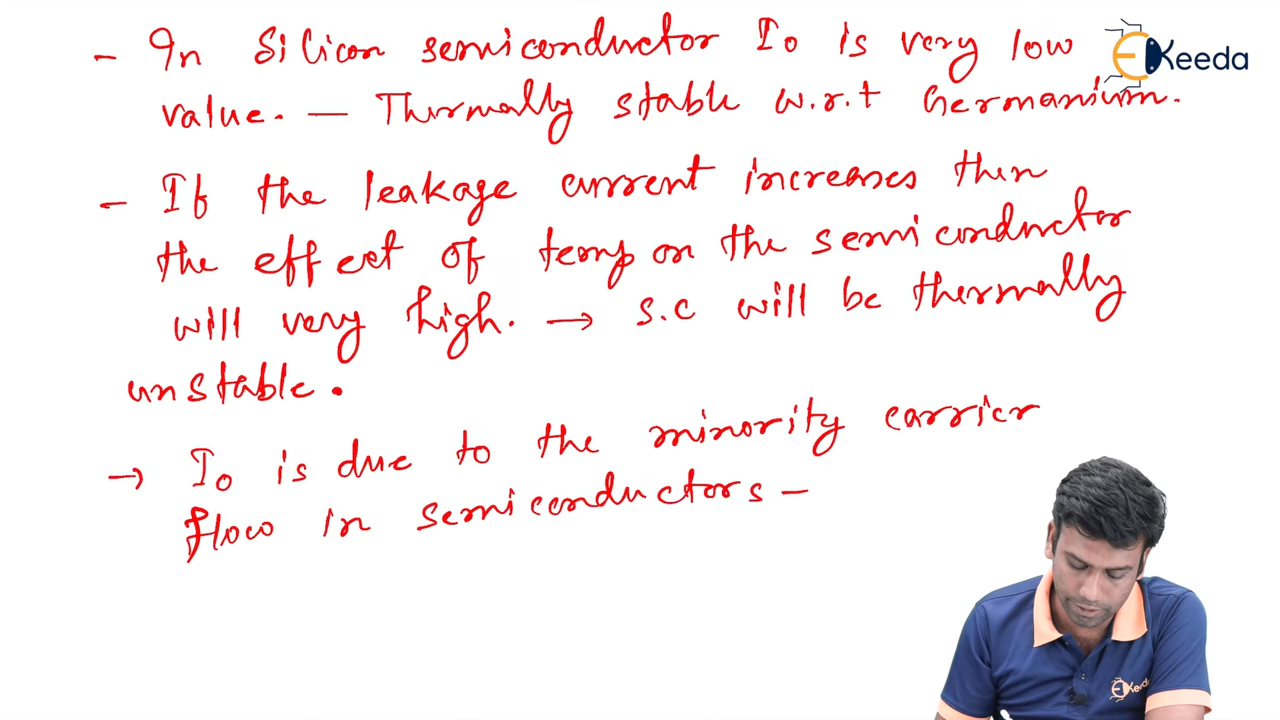 - In Silicon semiconductor Io is very low
value. - Thermally stable w.r.t Germanium.
- If the leakage current increases then
the effect of temp on the semiconductor
will very high. → S.C will be thermally
unstable.
→ Io is due to the minority carrier
flow in semiconductors -
EKeeda
EKeeda